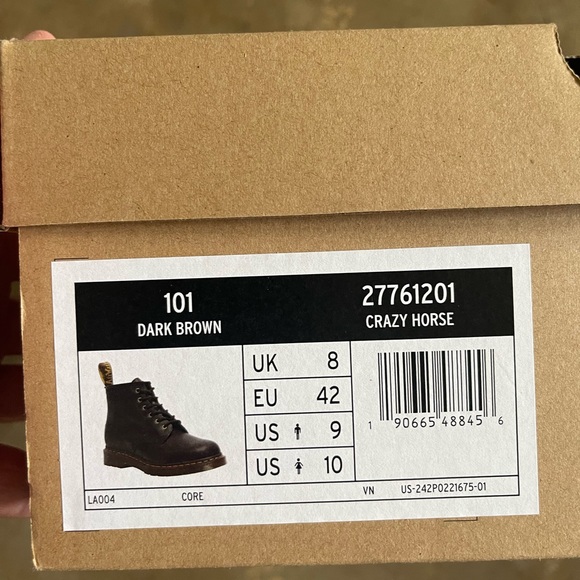 101
DARK BROWN
27761201
CRAZY HORSE
UK 8
EU 42
US 9
US 10
1 90665 48845 6
LA004 CORE VN US-242P0221675-01